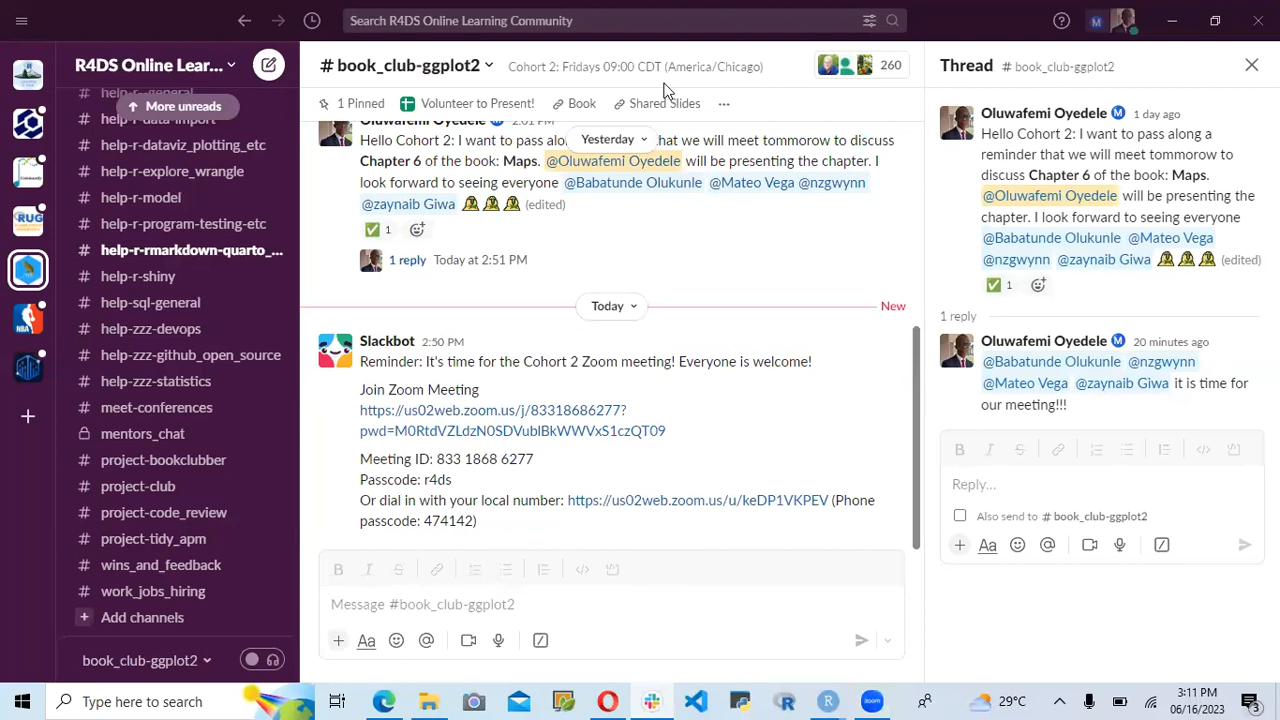 Search R4DS Online Learning Community
R4DS Online Lear...
More unreads
# help-r-data-import
# help-r-dataviz_plotting_etc
# help-r-explore_wrangle
# help-r-model
# help-r-program-testing-etc
# help-r-rmarkdown-quarto_...
# help-r-shiny
# help-sql-general
# help-zzz-devops
# help-zzz-github_open_source
# help-zzz-statistics
# meet-conferences
mentors_chat
# project-bookclubber
# project-club
# project-code_review
# project-tidy_apm
# wins_and_feedback
# work_jobs_hiring
+ Add channels
book_club-ggplot2
# book_club-ggplot2
Cohort 2: Fridays 09:00 CDT (America/Chicago)
260
1 Pinned
Volunteer to Present!
Book
Shared Slides
...
Oluwafemi Oyedele 2:01 PM
Yesterday
Hello Cohort 2: I want to pass along a reminder that we will meet tommorow to discuss
Chapter 6 of the book: Maps. @Oluwafemi Oyedele will be presenting the chapter. I
look forward to seeing everyone @Babatunde Olukunle @Mateo Vega @nzgwynn
@zaynaib Giwa (edited)
1
1 reply Today at 2:51 PM
Today
New
Slackbot 2:50 PM
Reminder: It's time for the Cohort 2 Zoom meeting! Everyone is welcome!
Join Zoom Meeting
https://us02web.zoom.us/j/83318686277?
pwd=M0RtdVZLdzN0SDVublBkWWVxS1czQT09
Meeting ID: 833 1868 6277
Passcode: r4ds
Or dial in with your local number: https://us02web.zoom.us/u/keDP1VKPEV (Phone
passcode: 474142)
Message #book_club-ggplot2
Thread # book_club-ggplot2
Oluwafemi Oyedele M 1 day ago
Hello Cohort 2: I want to pass along a
reminder that we will meet tommorow to
discuss Chapter 6 of the book: Maps.
@Oluwafemi Oyedele will be presenting the
chapter. I look forward to seeing everyone
@Babatunde Olukunle @Mateo Vega
@nzgwynn @zaynaib Giwa (edited)
1
1 reply
Oluwafemi Oyedele M 20 minutes ago
@Babatunde Olukunle @nzgwynn
@Mateo Vega @zaynaib Giwa it is time for
our meeting!!!
Reply...
Also send to # book_club-ggplot2
Type here to search
29°C
3:11 PM
06/16/2023